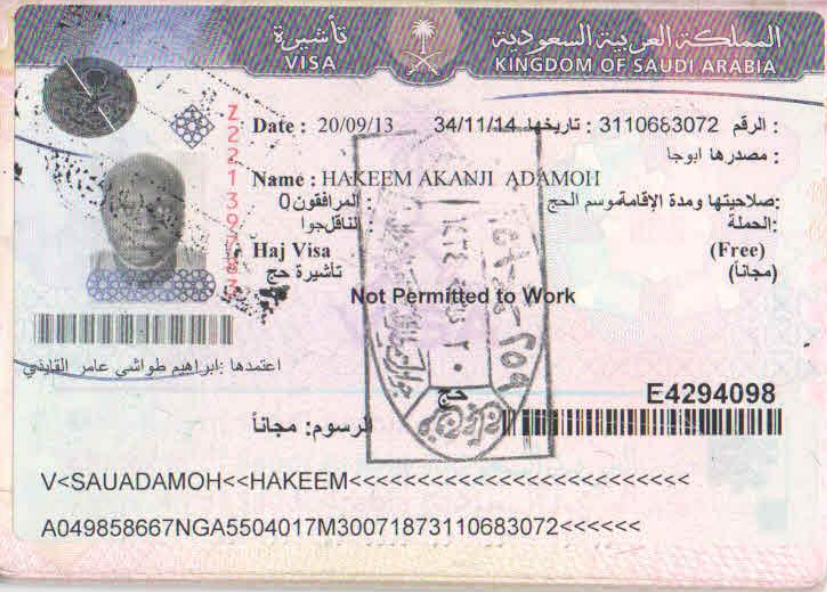 المملكة العربية السعودية
تأشيرة
KINGDOM OF SAUDI ARABIA
VISA
الرقم : 3110683072 تاريخها : 34/11/14 Date : 20/09/13
مصدرها : ابوجا
Name : HAKEEM AKANJI ADAMOH
صلاحيتها ومدة الإقامة: موسم الحج المرافقون : 0
الحملة: الناقل: جوا
Haj Visa (Free)
تأشيرة حج (مجاناً)
Not Permitted to Work
اعتمدها : ابراهيم طواشي عامر
E4294098
الرسوم: مجاناً
حج
V<SAUADAMOH<<HAKEEM<<<<<<<<<<<<<<<<<<<<<<<<<
A049858667NGA5504017M30071873110683072<<<<<<